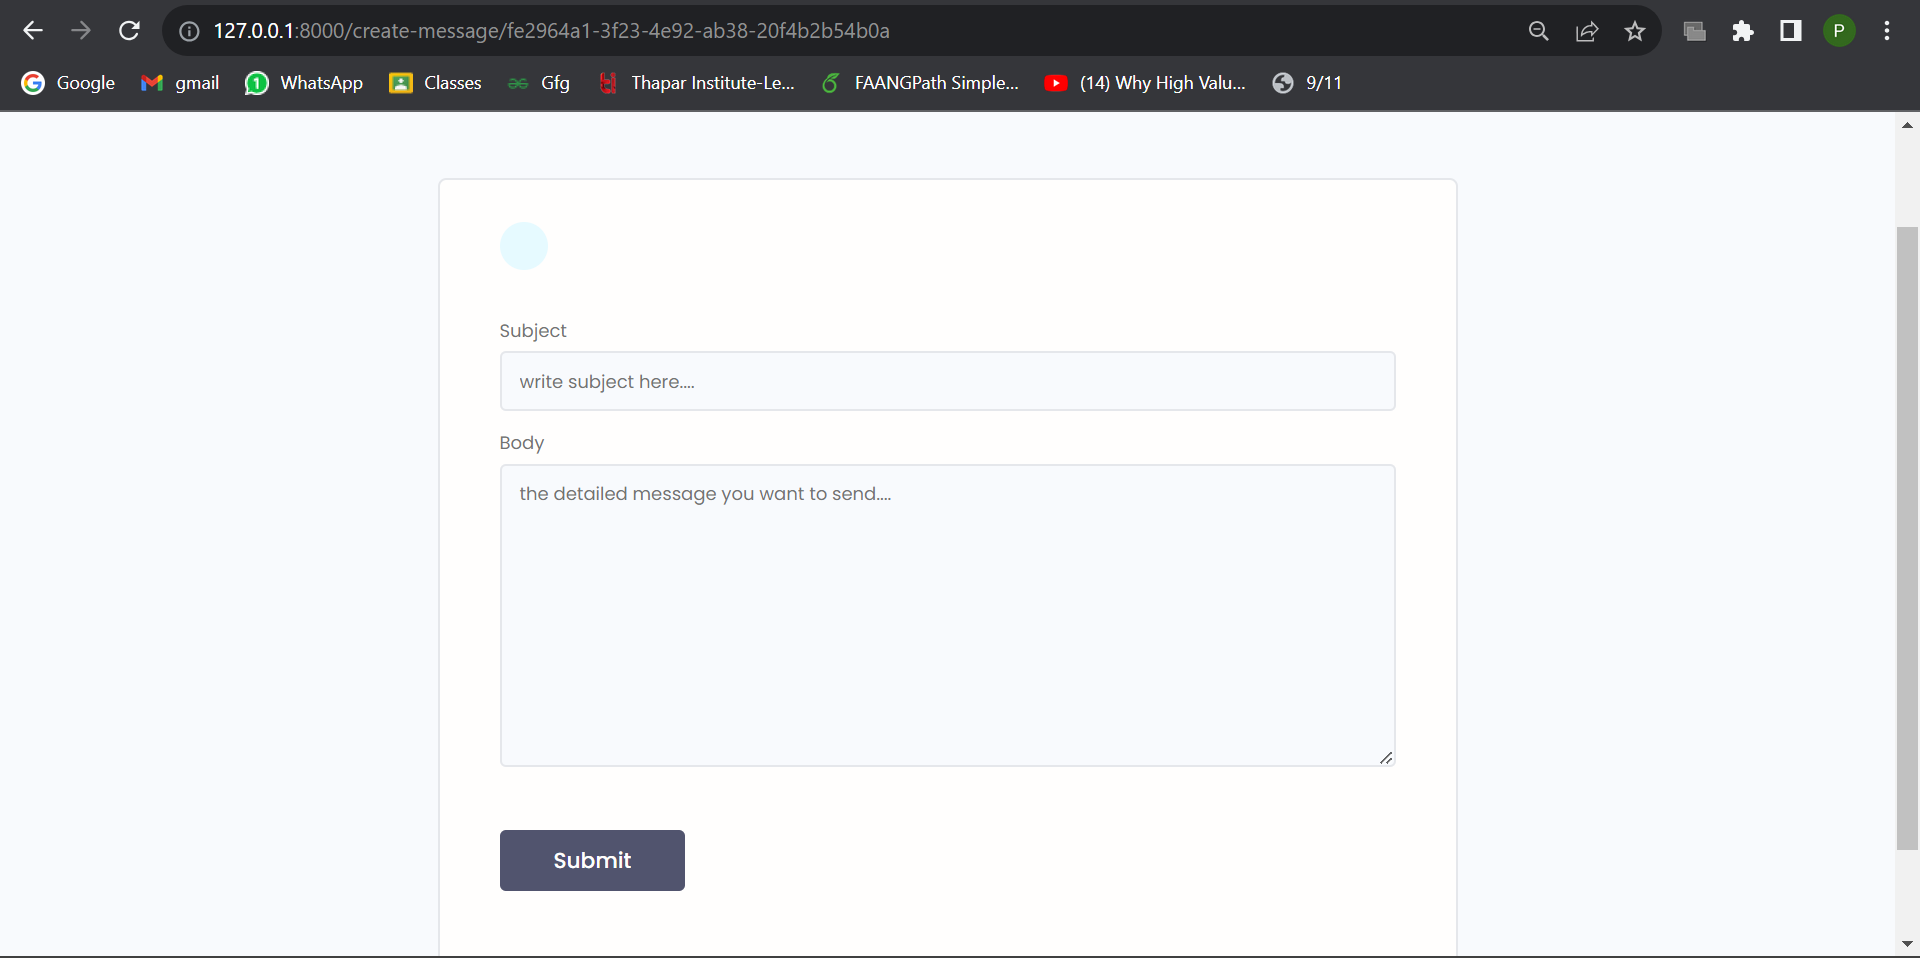 127.0.0.1:8000/create-message/fe2964a1-3f23-4e92-ab38-20f4b2b54b0a
P
Google gmail 1 WhatsApp Classes Gfg Thapar Institute-Le... FAANGPath Simple... (14) Why High Valu... 9/11
Subject
write subject here....
Body
the detailed message you want to send....
Submit